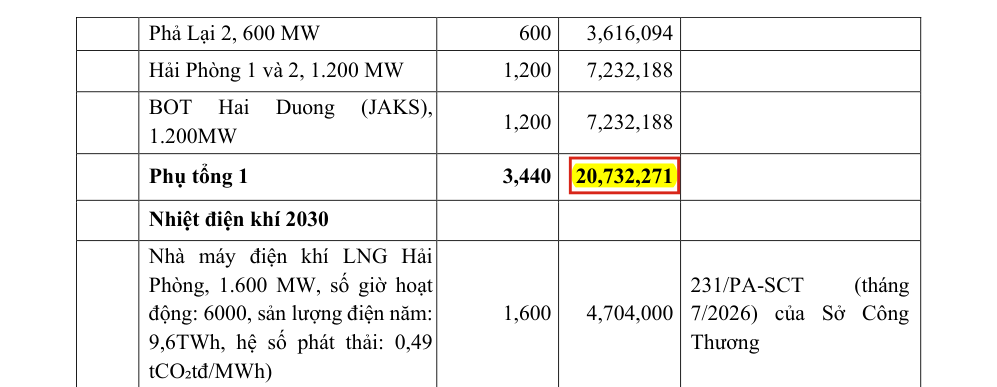 Phả Lại 2, 600 MW 600 3,616,094
Hải Phòng 1 và 2, 1.200 MW 1,200 7,232,188
BOT Hai Duong (JAKS),
1.200MW 1,200 7,232,188
Phụ tổng 1 3,440 20,732,271
Nhiệt điện khí 2030
Nhà máy điện khí LNG Hải
Phòng, 1.600 MW, số giờ hoạt
động: 6000, sản lượng điện năm:
9,6TWh, hệ số phát thải: 0,49
tCO₂tđ/MWh)
1,600 4,704,000
231/PA-SCT (tháng
7/2026) của Sở Công
Thương